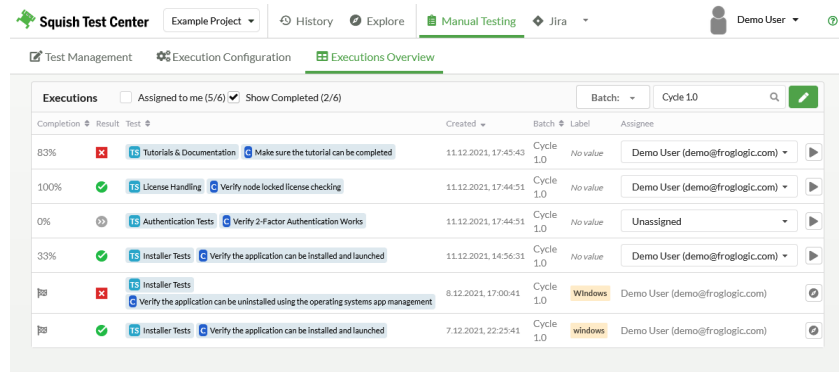 Squish Test Center Example Project History Explore Manual Testing Jira Demo User
Test Management Execution Configuration Executions Overview
Executions Assigned to me (5/6) Show Completed (2/6) Batch: Cycle 1.0
Completion Result Test Created Batch Label Assignee
83% TS Tutorials & Documentation C Make sure the tutorial can be completed 11.12.2021, 17:45:43 Cycle 1.0 No value Demo User (demo@froglogic.com)
100% TS License Handling C Verify node locked license checking 11.12.2021, 17:44:51 Cycle 1.0 No value Demo User (demo@froglogic.com)
0% TS Authentication Tests C Verify 2-Factor Authentication Works 11.12.2021, 17:44:51 Cycle 1.0 No value Unassigned
33% TS Installer Tests C Verify the application can be installed and launched 11.12.2021, 14:56:31 Cycle 1.0 No value Demo User (demo@froglogic.com)
TS Installer Tests
C Verify the application can be uninstalled using the operating systems app management 8.12.2021, 17:00:41 Cycle 1.0 WIndows Demo User (demo@froglogic.com)
TS Installer Tests C Verify the application can be installed and launched 7.12.2021, 22:25:41 Cycle 1.0 windows Demo User (demo@froglogic.com)